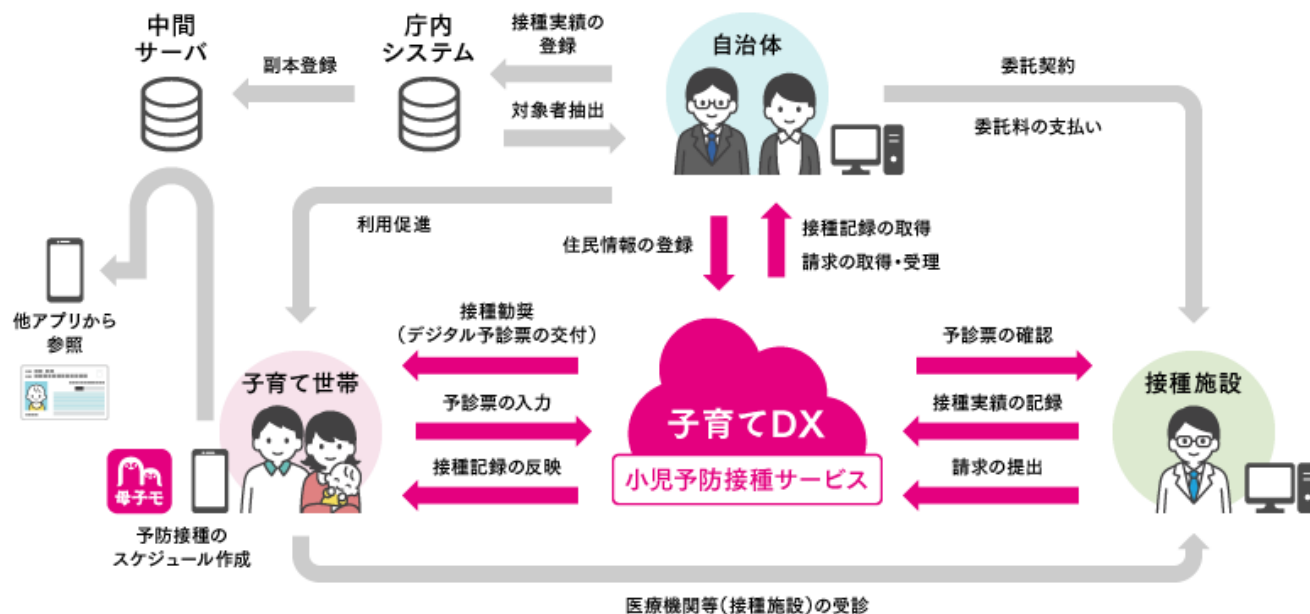 中間
サーバ
副本登録
庁内
システム
接種実績の
登録
対象者抽出
自治体
委託契約
委託料の支払い
利用促進
住民情報の登録
接種記録の取得
請求の取得・受理
他アプリから
参照
子育て世帯
母子モ
予防接種の
スケジュール作成
接種勧奨
(デジタル予診票の交付)
予診票の入力
接種記録の反映
子育てDX
小児予防接種サービス
予診票の確認
接種実績の記録
請求の提出
接種施設
医療機関等(接種施設)の受診